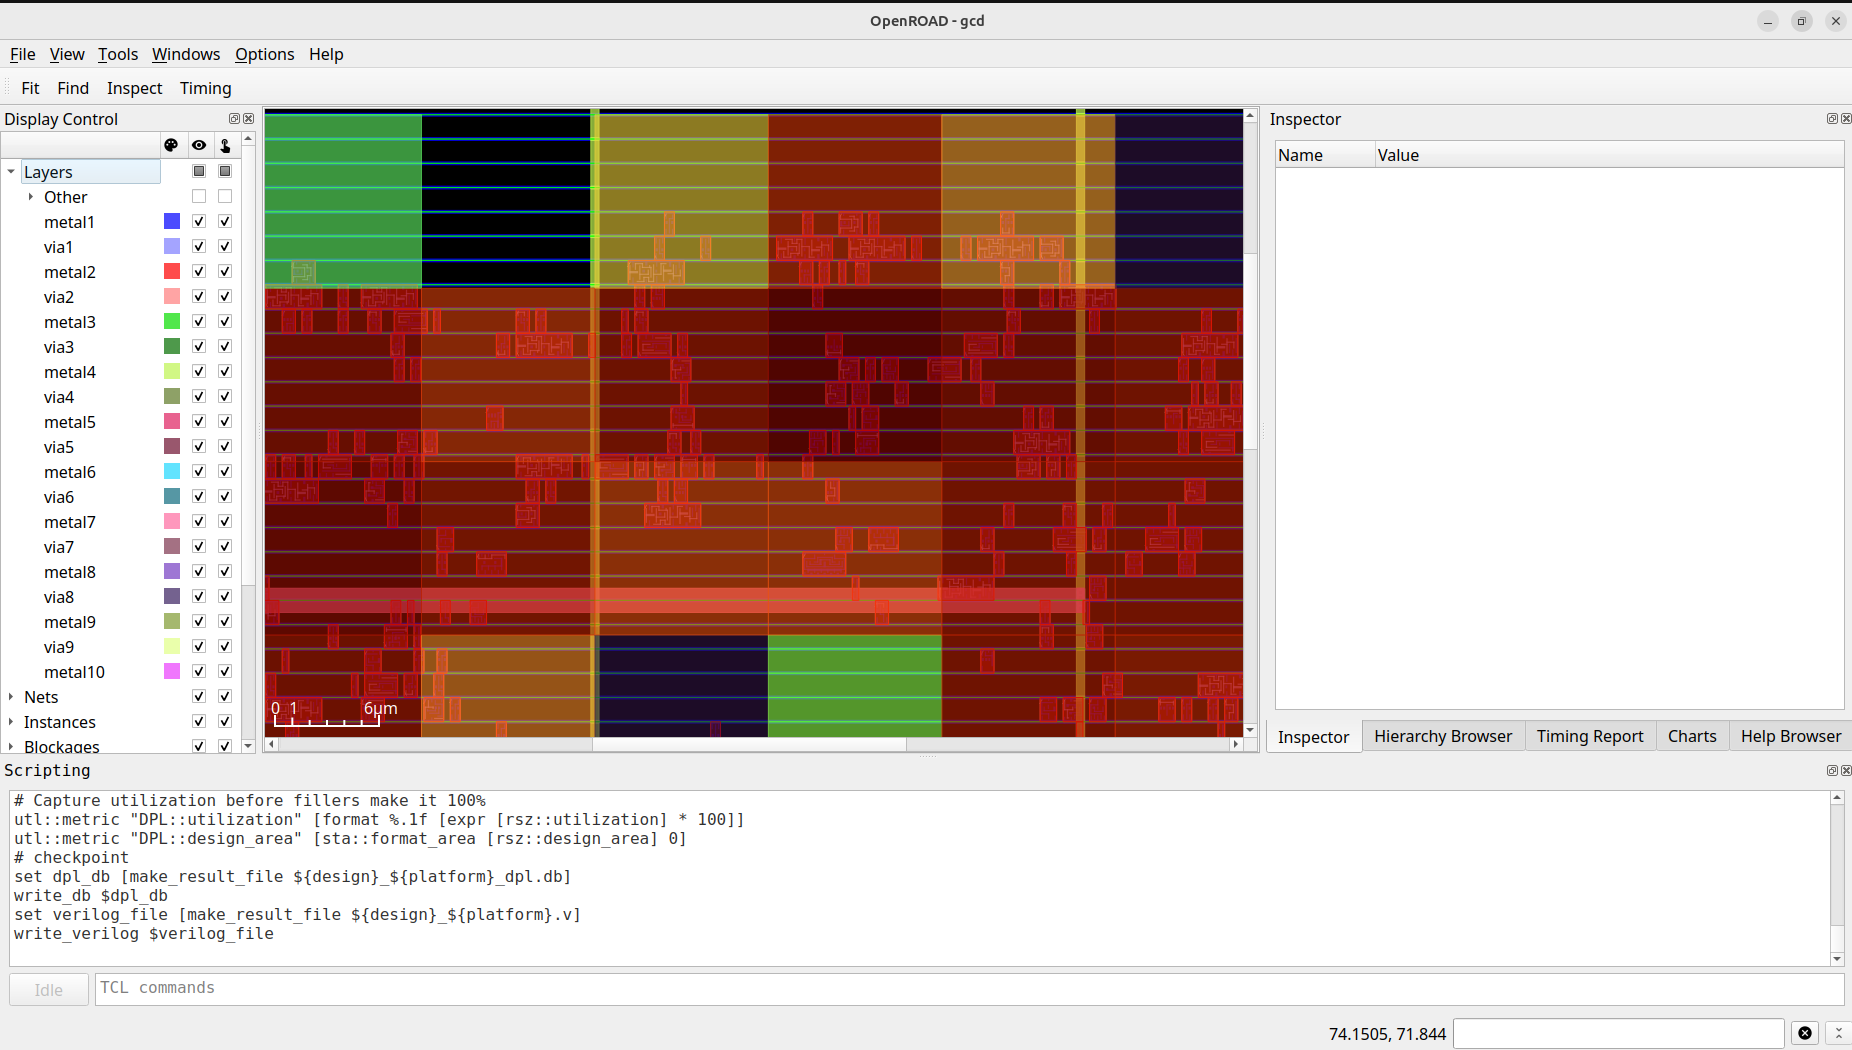 OpenROAD - gcd
File View Tools Windows Options Help
Fit Find Inspect Timing
Display Control
Layers
Other
metal1
via1
metal2
via2
metal3
via3
metal4
via4
metal5
via5
metal6
via6
metal7
via7
metal8
via8
metal9
via9
metal10
Nets
Instances
Blockages
0 1 6μm
Inspector
Name Value
Inspector Hierarchy Browser Timing Report Charts Help Browser
Scripting
# Capture utilization before fillers make it 100%
utl::metric "DPL::utilization" [format %.1f [expr [rsz::utilization] * 100]]
utl::metric "DPL::design_area" [sta::format_area [rsz::design_area] 0]
# checkpoint
set dpl_db [make_result_file ${design}_${platform}_dpl.db]
write_db $dpl_db
set verilog_file [make_result_file ${design}_${platform}.v]
write_verilog $verilog_file
Idle TCL commands
74.1505, 71.844